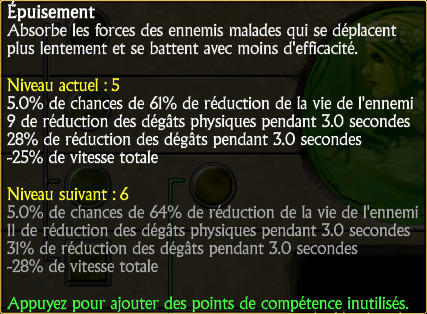 Épuisement
Absorbe les forces des ennemis malades qui se déplacent
plus lentement et se battent avec moins d'efficacité.
Niveau actuel : 5
5.0% de chances de 61% de réduction de la vie de l'ennemi
9 de réduction des dégâts physiques pendant 3.0 secondes
28% de réduction des dégâts pendant 3.0 secondes
-25% de vitesse totale
Niveau suivant : 6
5.0% de chances de 64% de réduction de la vie de l'ennemi
11 de réduction des dégâts physiques pendant 3.0 secondes
31% de réduction des dégâts pendant 3.0 secondes
-28% de vitesse totale
Appuyez pour ajouter des points de compétence inutilisés.